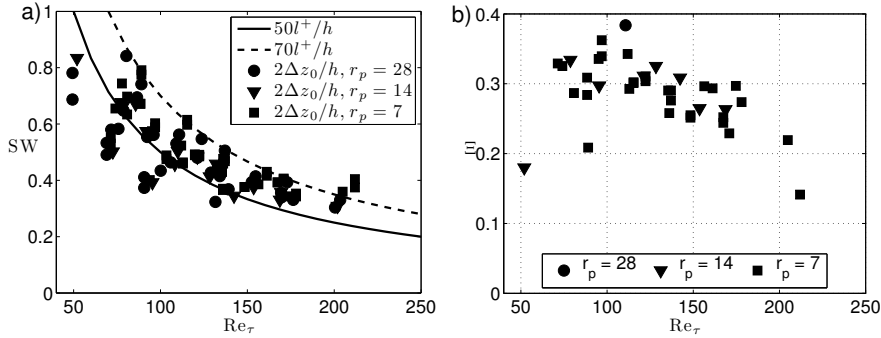 a)
1
0.8
0.6
0.4
0.2
0
SW
50
100
150
200
250
Re_τ
50l⁺/h
70l⁺/h
2Δz₀/h, r_p = 28
2Δz₀/h, r_p = 14
2Δz₀/h, r_p = 7
b)
0.4
0.3
0.2
0.1
0
Ξ
50
100
150
200
250
Re_τ
r_p = 28
r_p = 14
r_p = 7